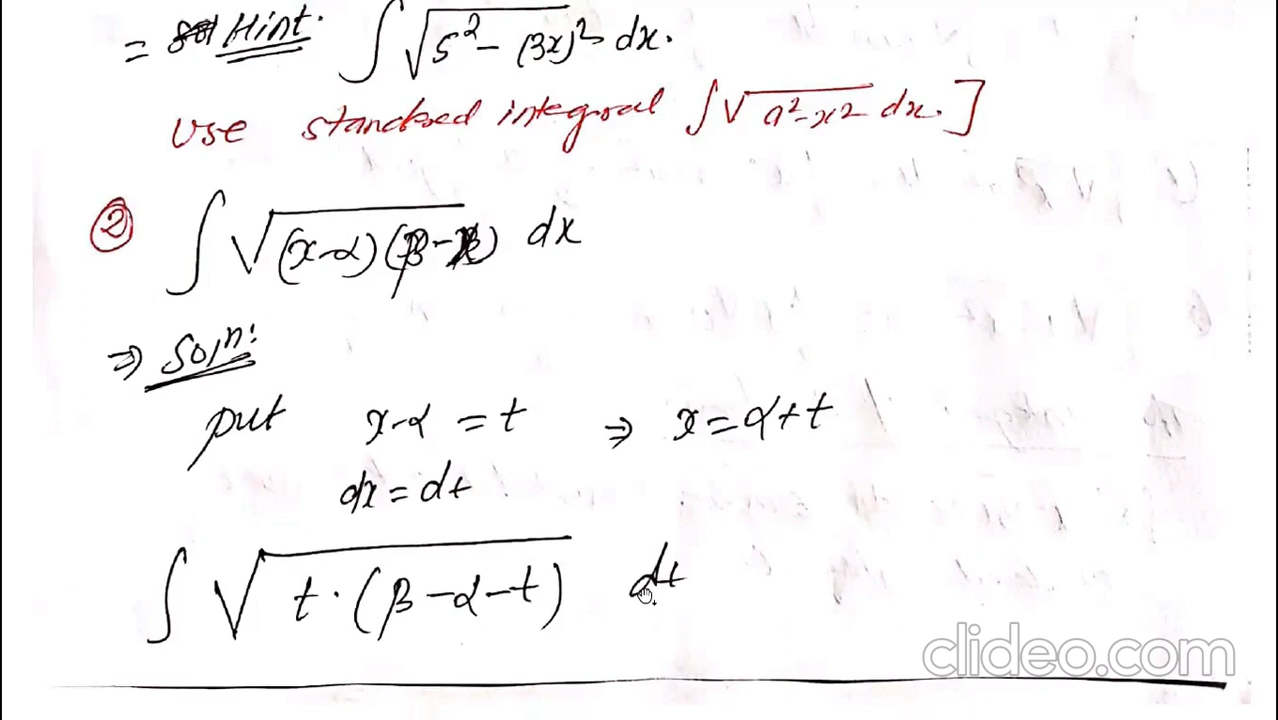 = Hint. ∫ √5² - (3x)² dx.
Use standard integral ∫√a²-x² dx.]
② ∫ √(x-α)(β-x) dx
⇒ Soln:
put x-α = t ⇒ x = α+t
dx = dt
∫ √t·(β-α-t) dt
clideo.com